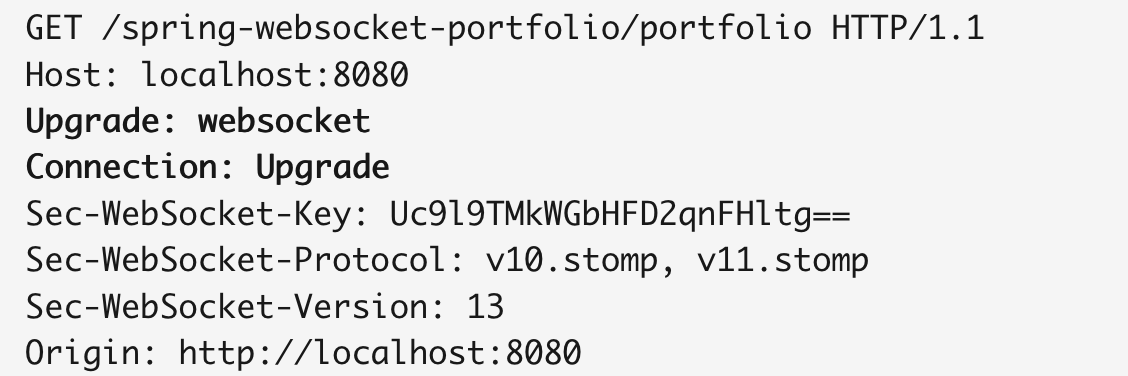 GET /spring-websocket-portfolio/portfolio HTTP/1.1
Host: localhost:8080
Upgrade: websocket
Connection: Upgrade
Sec-WebSocket-Key: Uc9l9TMkWGbHFD2qnFHltg==
Sec-WebSocket-Protocol: v10.stomp, v11.stomp
Sec-WebSocket-Version: 13
Origin: http://localhost:8080